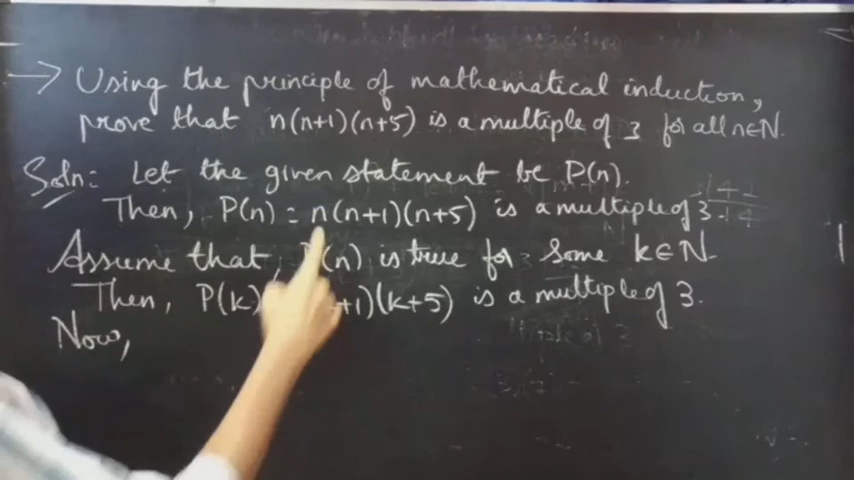 → Using the principle of mathematical induction,
prove that n(n+1)(n+5) is a multiple of 3 for all n∈N.
Soln: Let the given statement be P(n).
Then, P(n) = n(n+1)(n+5) is a multiple of 3
Assume that, (n) is true for some k∈N.
Then, P(k) +1)(k+5) is a multiple of 3.
Now,